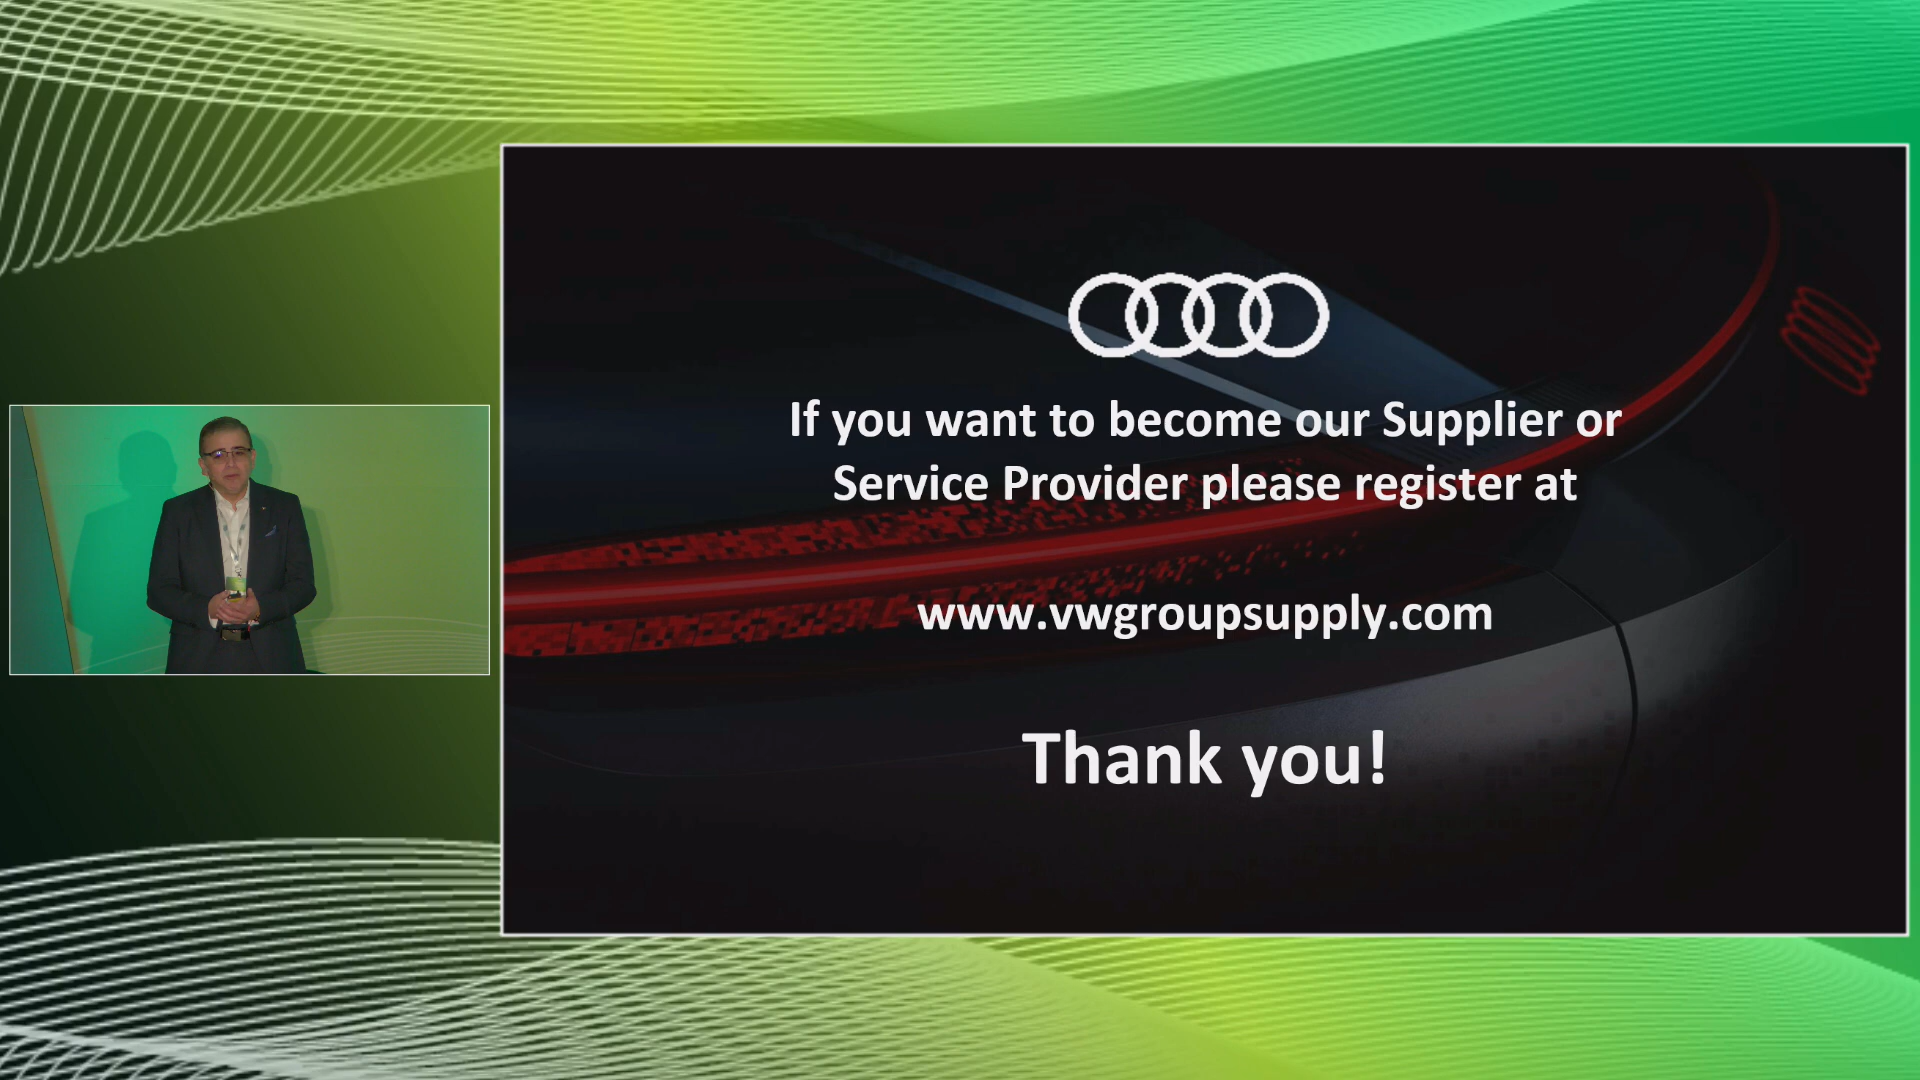 If you want to become our Supplier or
Service Provider please register at
www.vwgroupsupply.com
Thank you!